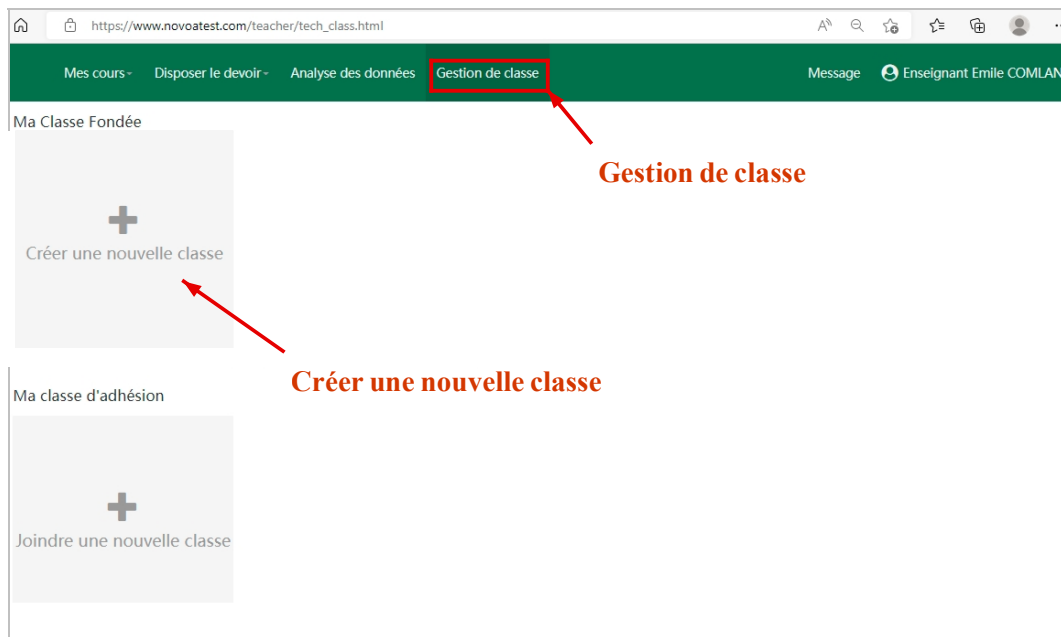 https://www.novoatest.com/teacher/tech_class.html
Mes cours Disposer le devoir Analyse des données Gestion de classe Message Enseignant Emile COMLAN
Ma Classe Fondée
Gestion de classe
Créer une nouvelle classe
Créer une nouvelle classe
Ma classe d'adhésion
Joindre une nouvelle classe